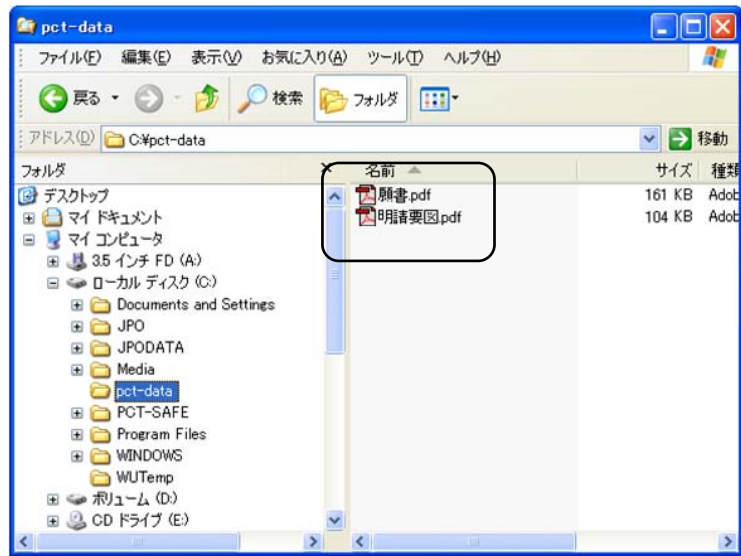 pct-data
ファイル(F) 編集(E) 表示(V) お気に入り(A) ツール(T) ヘルプ(H)
戻る 検索 フォルダ
アドレス(D) C:¥pct-data 移動
フォルダ
デスクトップ
マイ ドキュメント
マイ コンピュータ
3.5 インチ FD (A:)
ローカル ディスク (C:)
Documents and Settings
JPO
JPODATA
Media
pct-data
PCT-SAFE
Program Files
WINDOWS
WUTemp
ボリューム (D:)
CD ドライブ (E:)
名前 サイズ 種類
願書.pdf 161 KB Adob
明請要図.pdf 104 KB Adob